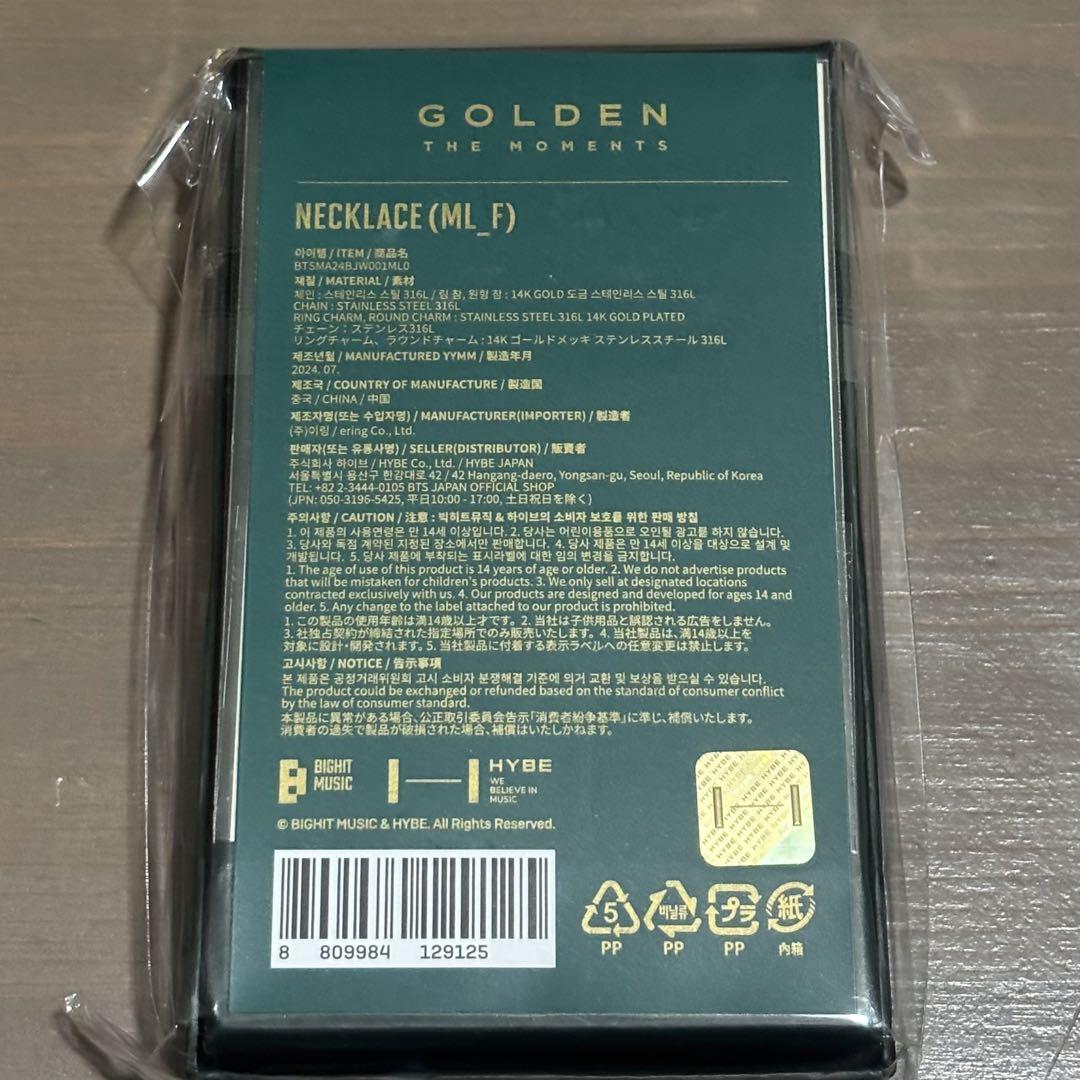 GOLDEN
THE MOMENTS
NECKLACE (ML_F)
아이템 / ITEM / 商品名
BTSMA24BJW001ML0
재질 / MATERIAL / 素材
체인 : 스테인리스 스틸 316L / 링 참, 원형 참 : 14K GOLD 도금 스테인리스 스틸 316L
CHAIN : STAINLESS STEEL 316L
RING CHARM, ROUND CHARM : STAINLESS STEEL 316L 14K GOLD PLATED
チェーン : ステンレス316L
リングチャーム、ラウンドチャーム : 14K ゴールドメッキ ステンレススチール 316L
제조년월 / MANUFACTURED YYMM / 製造年月
2024. 07.
제조국 / COUNTRY OF MANUFACTURE / 製造国
중국 / CHINA / 中国
제조자명(또는 수입자명) / MANUFACTURER(IMPORTER) / 製造者
(주)이링 / ering Co., Ltd.
판매자(또는 유통사명) / SELLER(DISTRIBUTOR) / 販賣者
주식회사 하이브 / HYBE Co., Ltd. / HYBE JAPAN
서울특별시 용산구 한강대로 42 / 42 Hangang-daero, Yongsan-gu, Seoul, Republic of Korea
TEL: +82 2-3444-0105 BTS JAPAN OFFICIAL SHOP
(JPN: 050-3196-5425, 平日10:00 - 17:00, 土日祝日を除く)
주의사항 / CAUTION / 注意 : 빅히트뮤직 & 하이브의 소비자 보호를 위한 판매 방침
1. 이 제품의 사용연령은 만 14세 이상입니다. 2. 당사는 어린이용품으로 오인될 광고를 하지 않습니다.
3. 당사와 독점 계약된 지정된 장소에서만 판매합니다. 4. 당사 제품은 만 14세 이상을 대상으로 설계 및
개발됩니다. 5. 당사 제품에 부착되는 표시라벨에 대한 임의 변경을 금지합니다.
1. The age of use of this product is 14 years of age or older. 2. We do not advertise products
that will be mistaken for children's products. 3. We only sell at designated locations
contracted exclusively with us. 4. Our products are designed and developed for ages 14 and
older. 5. Any change to the label attached to our product is prohibited.
1. この製品の使用年齢は満14歳以上才です。2. 当社は子供用品と誤認される広告をしません。
3. 社独占契約が締結された指定場所でのみ販売いたします。4. 当社製品は、満14歳以上を
対象に設計・開発されます。5. 当社製品に付着する表示ラベルへの任意変更は禁止します。
고시사항 / NOTICE / 告示事項
본 제품은 공정거래위원회 고시 소비자 분쟁해결 기준에 의거 교환 및 보상을 받으실 수 있습니다.
The product could be exchanged or refunded based on the standard of consumer conflict
by the law of consumer standard.
本製品に異常がある場合、公正取引委員会告示「消費者紛争基準」に準じ、補償いたします。
消費者の過失で製品が破損された場合、補償はいたしかねます。
BIGHIT
MUSIC
HYBE
WE
BELIEVE IN
MUSIC
© BIGHIT MUSIC & HYBE. All Rights Reserved.
8 809984 129125
5
PP
비닐류
PP
プラ
PP
紙
内箱